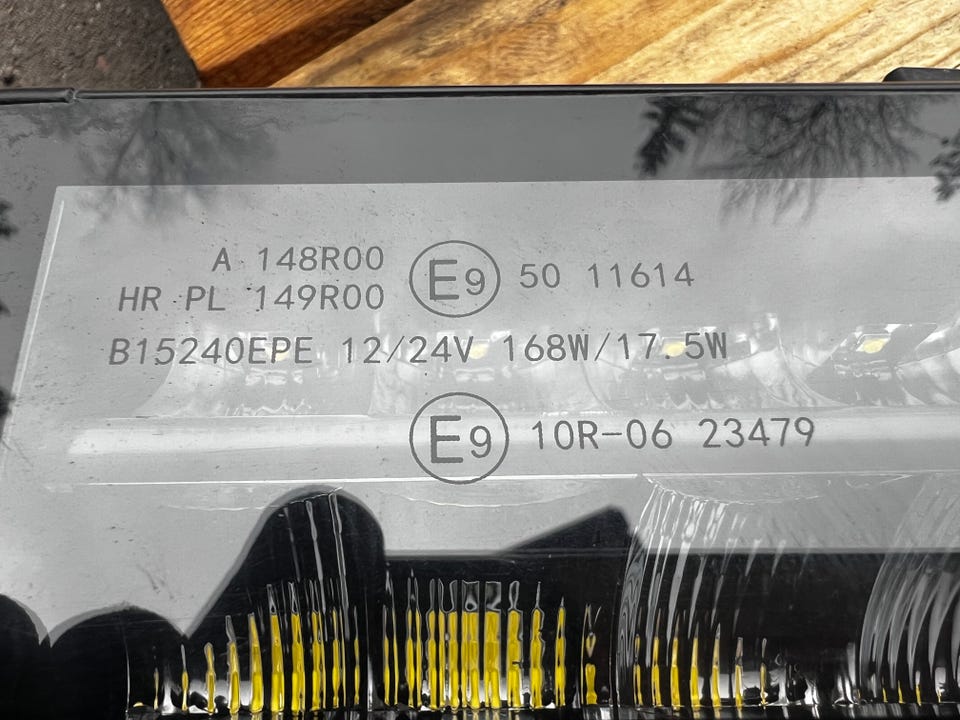 A 148R00
HR PL 149R00 E9 50 11614
B15240EPE 12/24V 168W/17.5W
E9 10R-06 23479